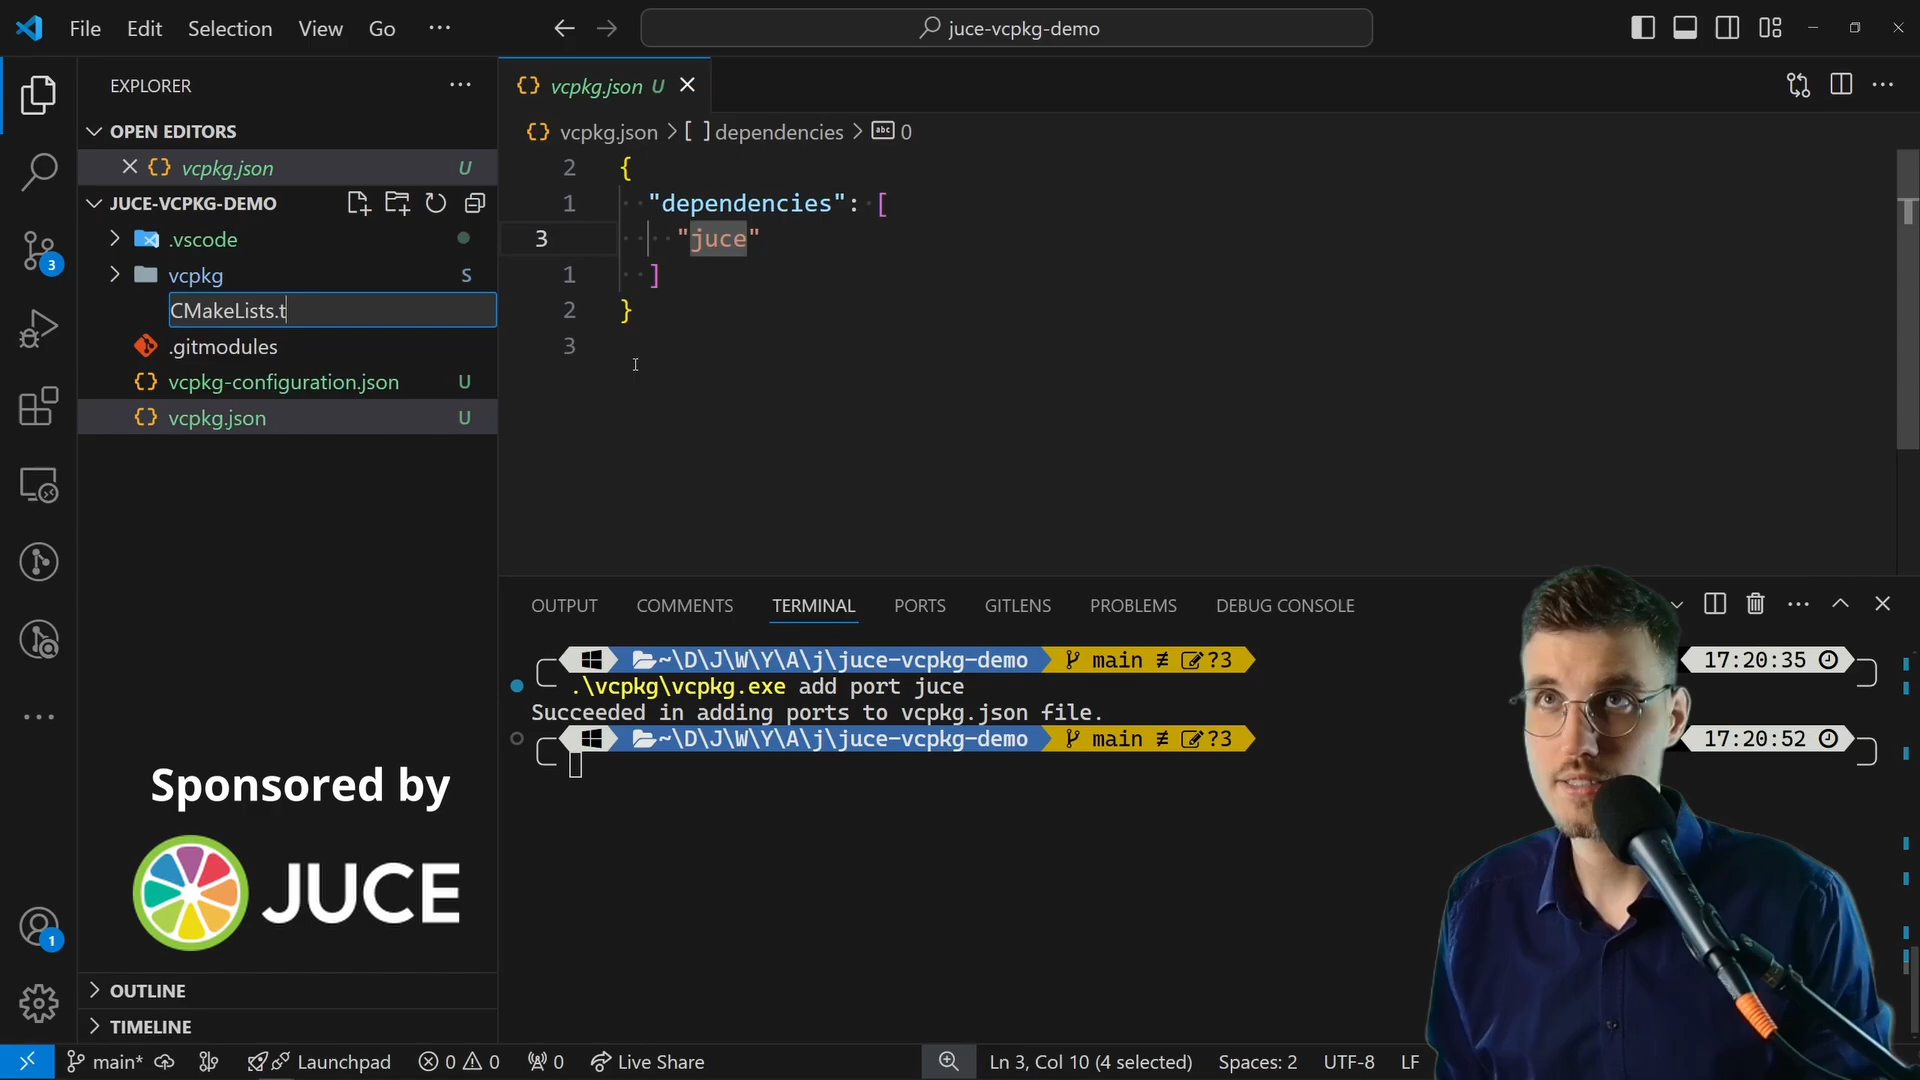 File Edit Selection View Go ··· juce-vcpkg-demo
EXPLORER ···
OPEN EDITORS
{} vcpkg.json U
JUCE-VCPKG-DEMO
.vscode
vcpkg S
CMakeLists.t
.gitmodules
{} vcpkg-configuration.json U
{} vcpkg.json U
Sponsored by
JUCE
OUTLINE
TIMELINE
3
1
{} vcpkg.json U
{} vcpkg.json > [ ] dependencies > abc 0
2 {
1 "dependencies": [
3 "juce"
1 ]
2 }
3
OUTPUT COMMENTS TERMINAL PORTS GITLENS PROBLEMS DEBUG CONSOLE
~\D\J\W\Y\A\j\juce-vcpkg-demo main ≢ ?3 17:20:35
.\vcpkg\vcpkg.exe add port juce
Succeeded in adding ports to vcpkg.json file.
~\D\J\W\Y\A\j\juce-vcpkg-demo main ≢ ?3 17:20:52
main* Launchpad 0 0 0 Live Share Ln 3, Col 10 (4 selected) Spaces: 2 UTF-8 LF